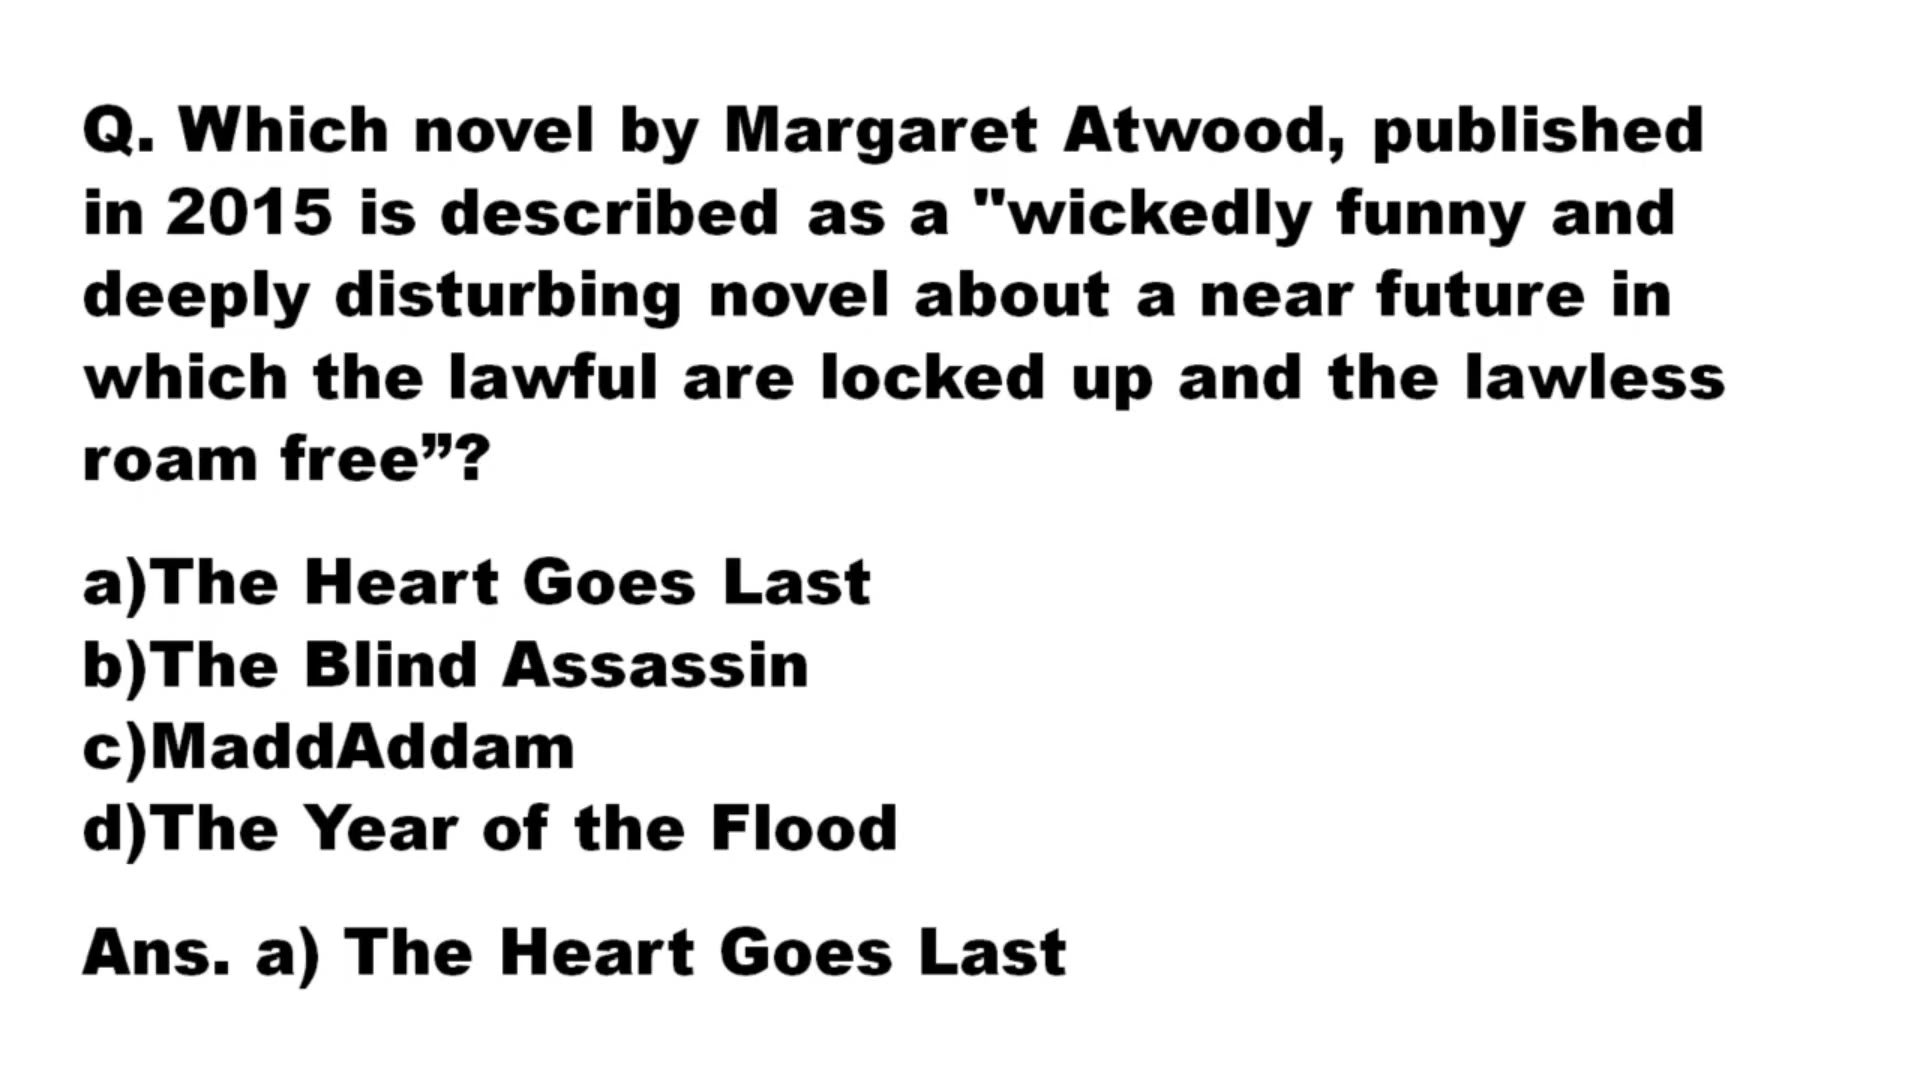 Q. Which novel by Margaret Atwood, published
in 2015 is described as a "wickedly funny and
deeply disturbing novel about a near future in
which the lawful are locked up and the lawless
roam free”?
a)The Heart Goes Last
b)The Blind Assassin
c)MaddAddam
d)The Year of the Flood
Ans. a) The Heart Goes Last